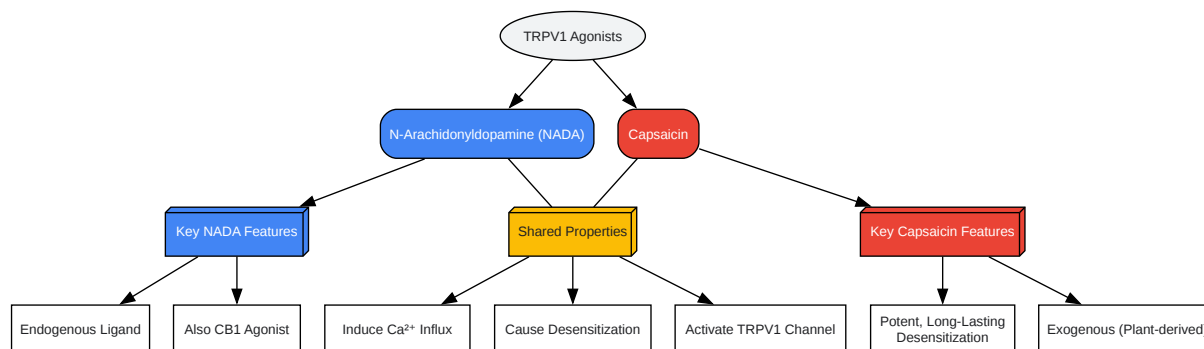 TRPV1 Agonists
N-Arachidonyldopamine (NADA)
Capsaicin
Key NADA Features
Shared Properties
Key Capsaicin Features
Endogenous Ligand
Also CB1 Agonist
Induce Ca²⁺ Influx
Cause Desensitization
Activate TRPV1 Channel
Potent, Long-Lasting
Desensitization
Exogenous (Plant-derived)